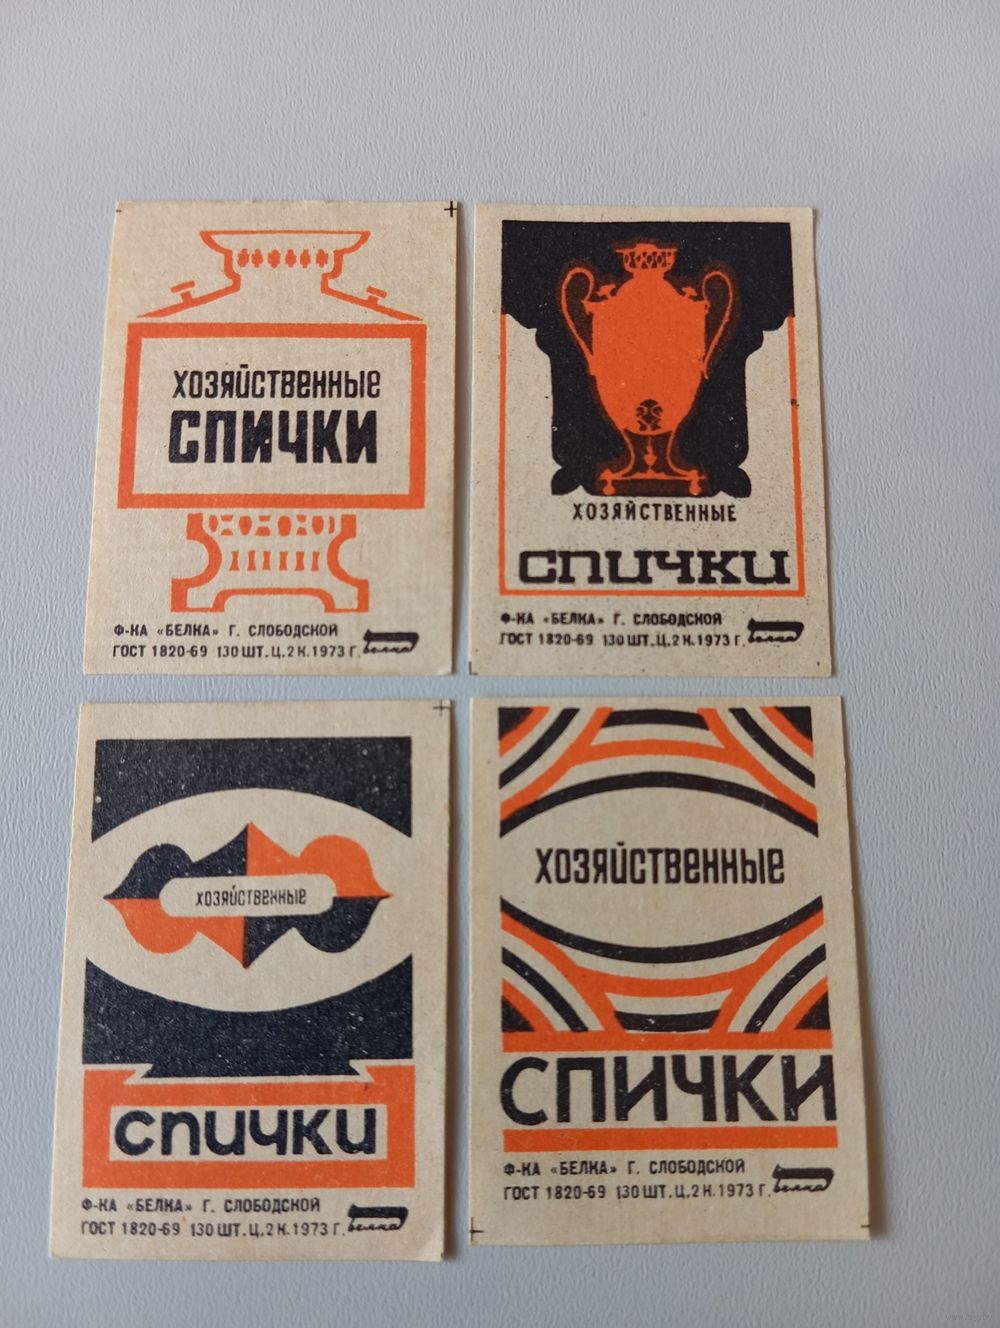 ХОЗЯЙСТВЕННЫЕ
СПИЧКИ
Ф-КА «БЕЛКА» Г. СЛОБОДСКОЙ
ГОСТ 1820-69 130 ШТ. Ц. 2 К. 1973 Г.
белка
ХОЗЯЙСТВЕННЫЕ
СПИЧКИ
Ф-КА «БЕЛКА» Г. СЛОБОДСКОЙ
ГОСТ 1820-69 130 ШТ. Ц. 2 К. 1973 Г.
белка
ХОЗЯЙСТВЕННЫЕ
СПИЧКИ
Ф-КА «БЕЛКА» Г. СЛОБОДСКОЙ
ГОСТ 1820-69 130 ШТ. Ц. 2 К. 1973 Г.
белка
ХОЗЯЙСТВЕННЫЕ
СПИЧКИ
Ф-КА «БЕЛКА» Г. СЛОБОДСКОЙ
ГОСТ 1820-69 130 ШТ. Ц. 2 К. 1973 Г.
белка